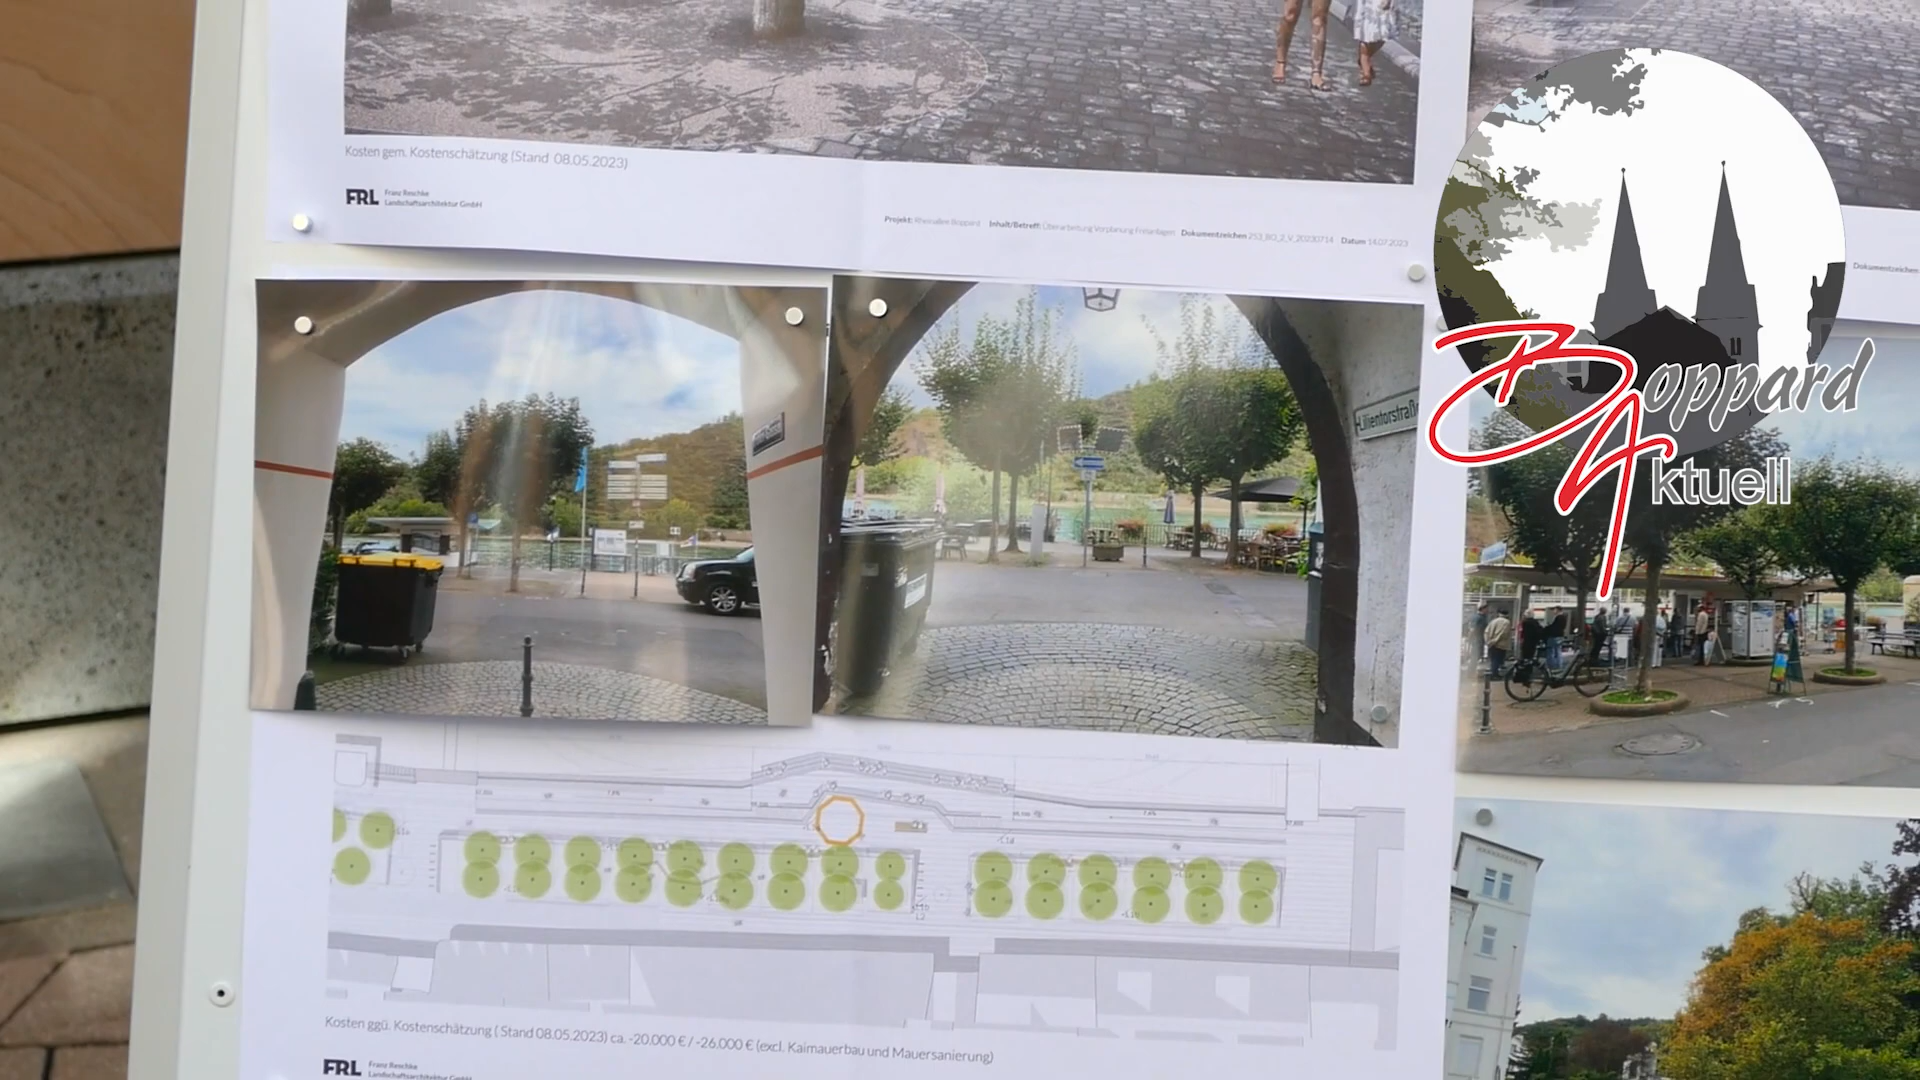 Kosten gem. Kostenschätzung (Stand 08.05.2023)
FRL Franz Reschke
Landschaftsarchitektur GmbH
Projekt: Rheinallee Boppard Inhalt/Betreff: Überarbeitung Vorplanung Freianlagen Dokumentzeichen 253_BO_2_V_20230714 Datum 14.07.2023
Dokumentzeichen
Lilientorstraße
Boppard
Aktuell
Kosten ggü. Kostenschätzung ( Stand 08.05.2023) ca. -20.000 € / -26.000 € (excl. Kaimauerbau und Mauersanierung)
FRL Franz Reschke
Landschaftsarchitektur GmbH